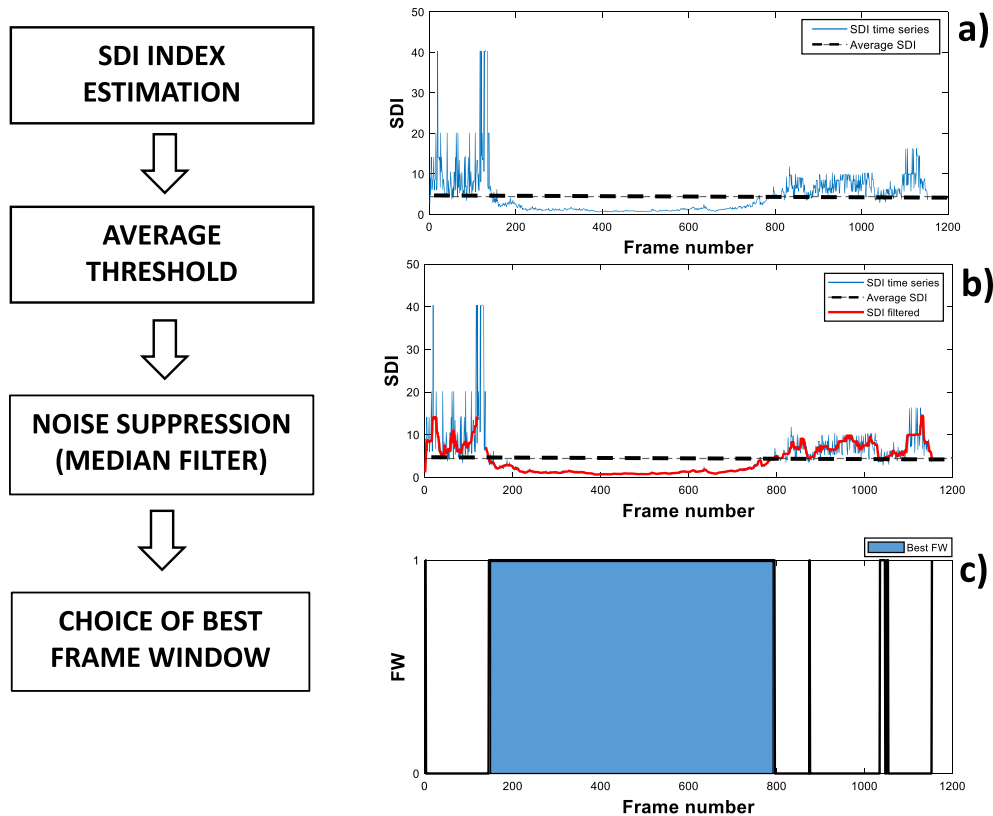 SDI INDEX
ESTIMATION
AVERAGE
THRESHOLD
NOISE SUPPRESSION
(MEDIAN FILTER)
CHOICE OF BEST
FRAME WINDOW
a)
SDI time series
Average SDI
50
40
30
20
10
0
SDI
0 200 400 600 800 1000 1200
Frame number
b)
SDI time series
Average SDI
SDI filtered
50
40
30
20
10
0
SDI
0 200 400 600 800 1000 1200
Frame number
c)
Best FW
1
0
FW
0 200 400 600 800 1000 1200
Frame number